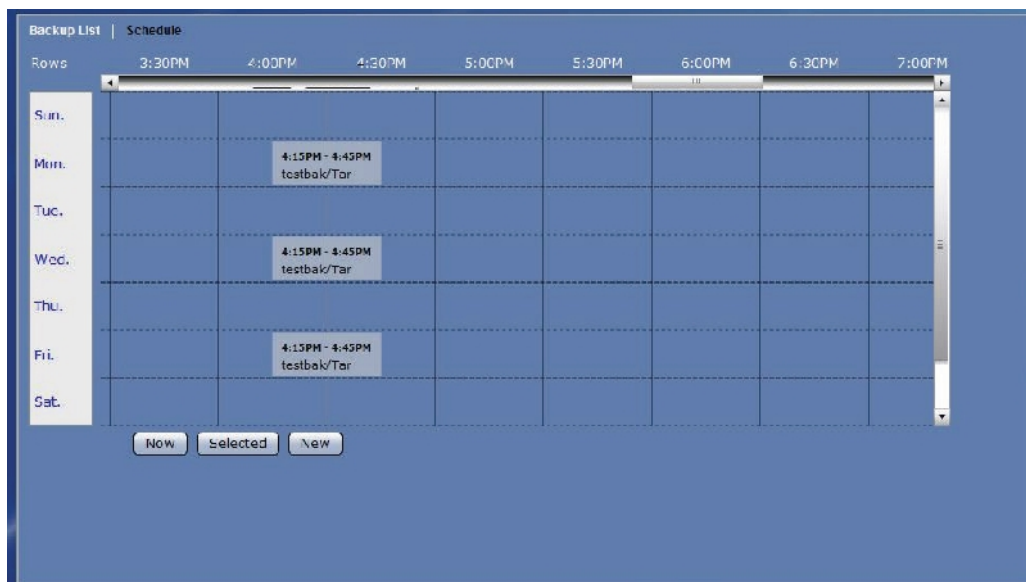 Backup List | Schedule
Rows 3:30PM 4:00PM 4:30PM 5:00PM 5:30PM 6:00PM 6:30PM 7:00PM
Sun.
Mon.
4:15PM - 4:45PM
testbak/Tar
Tue.
Wed.
4:15PM - 4:45PM
testbak/Tar
Thu.
Fri.
4:15PM - 4:45PM
testbak/Tar
Sat.
Now Selected New